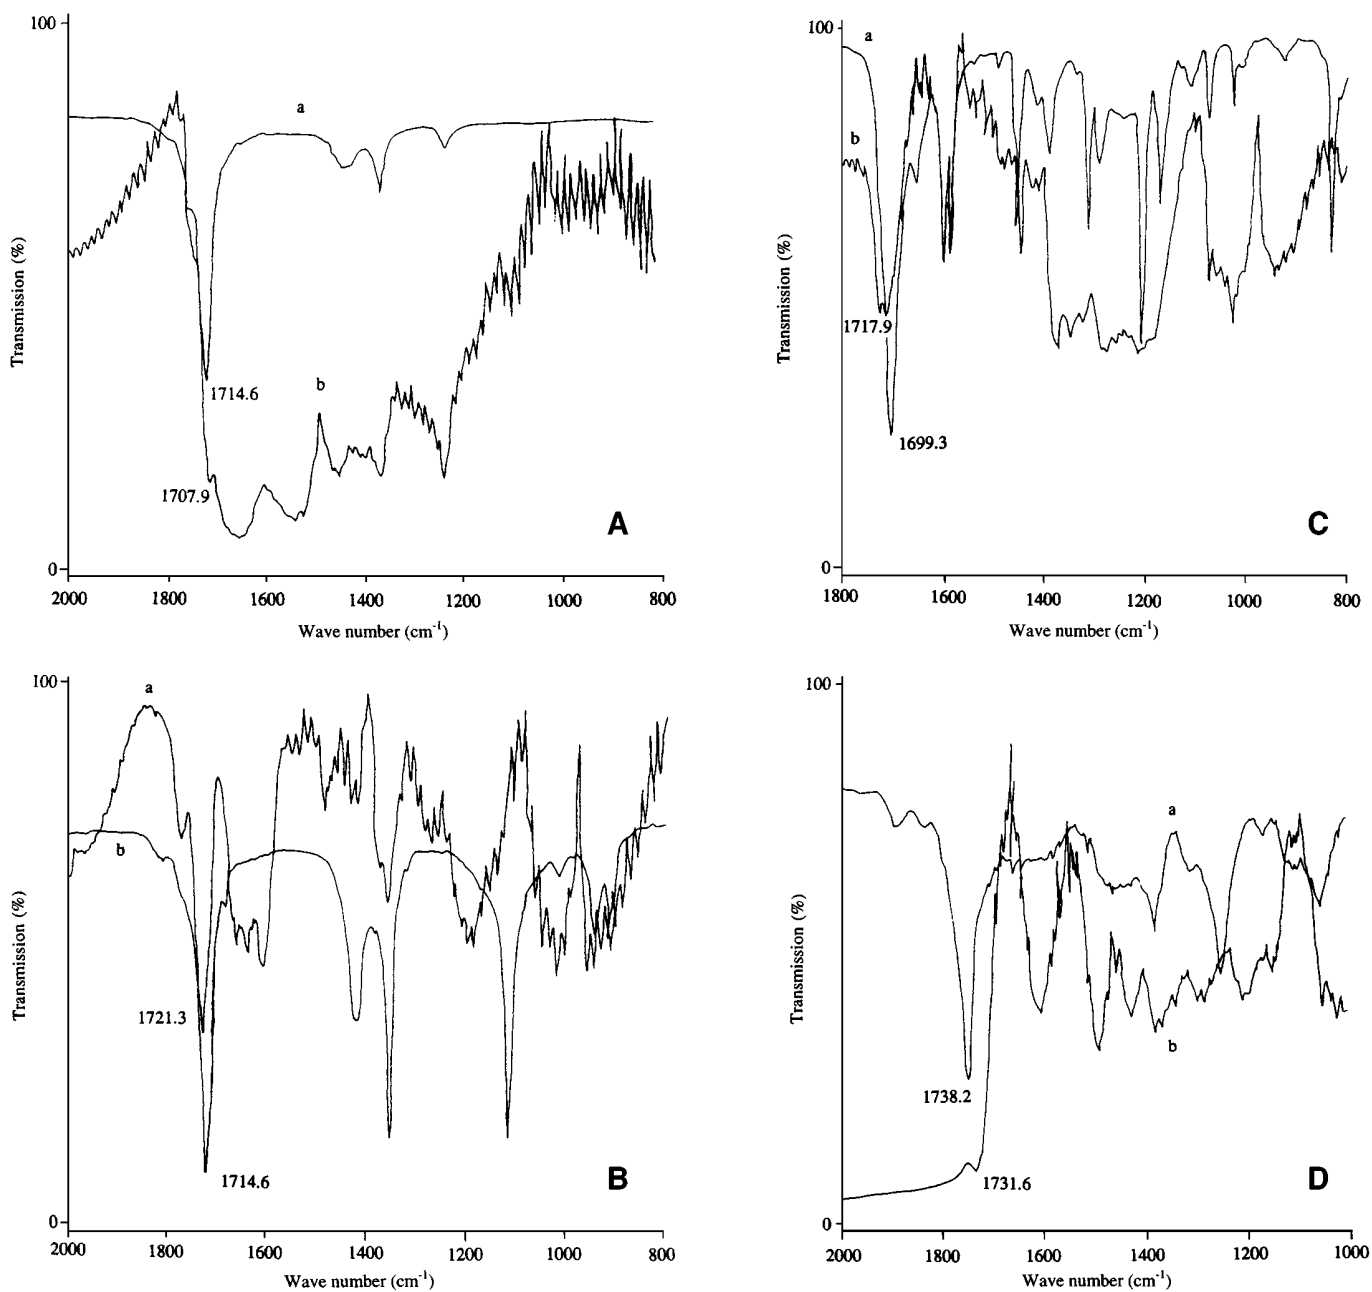 100
a
b
1714.6
1707.9
A
0
2000 1800 1600 1400 1200 1000 800
Wave number (cm-1)
Transmission (%)
100
a
b
1717.9
1699.3
C
0
1800 1600 1400 1200 1000 800
Wave number (cm-1)
Transmission (%)
100
a
b
1721.3
1714.6
B
0
2000 1800 1600 1400 1200 1000 800
Wave number (cm-1)
Transmission (%)
100
a
b
1738.2
1731.6
D
0
2000 1800 1600 1400 1200 1000
Wave number (cm-1)
Transmission (%)